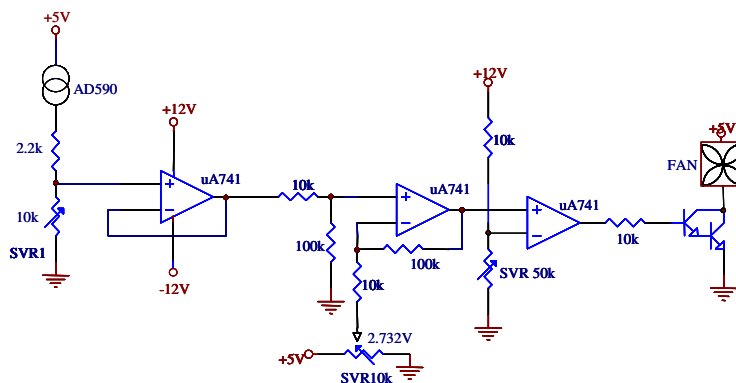 +5V
AD590
2.2k
10k
SVR1
+12V
uA741
-12V
10k
100k
uA741
100k
10k
2.732V
+5V
SVR10k
+12V
10k
uA741
SVR 50k
10k
+5V
FAN